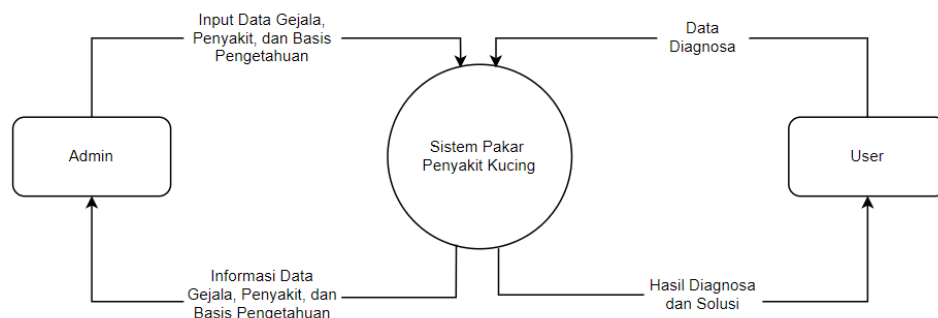 Input Data Gejala,
Penyakit, dan Basis
Pengetahuan
Data
Diagnosa
Admin
Sistem Pakar
Penyakit Kucing
User
Informasi Data
Gejala, Penyakit, dan
Basis Pengetahuan
Hasil Diagnosa
dan Solusi